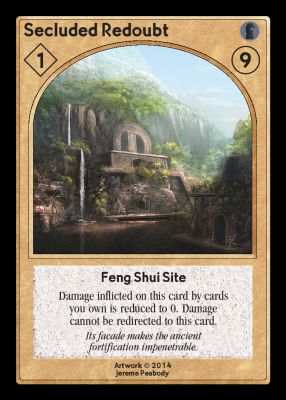 Secluded Redoubt
1
9
Feng Shui Site
Damage inflicted on this card by cards
you own is reduced to 0. Damage
cannot be redirected to this card.
Its facade makes the ancient
fortification impenetrable.
Artwork © 2014
Jereme Peabody